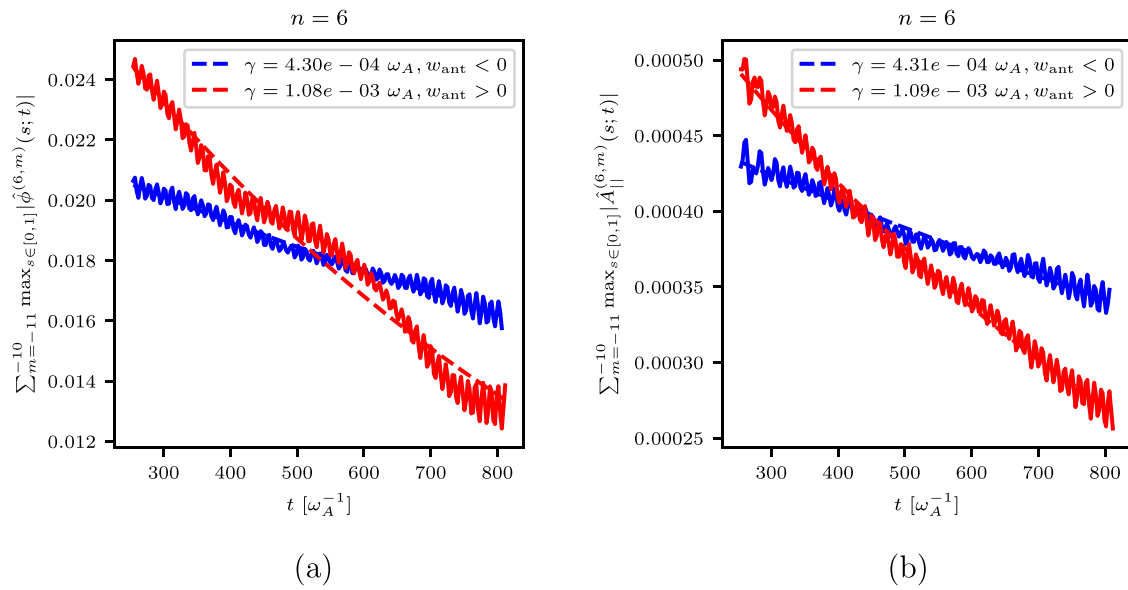 n = 6
γ = 4.30e − 04 ω_A, w_ant < 0
γ = 1.08e − 03 ω_A, w_ant > 0
∑_{m=−11}^{−10} max_{s∈[0,1]} |ϕ̂^{(6,m)}(s; t)|
0.024
0.022
0.020
0.018
0.016
0.014
0.012
300 400 500 600 700 800
t [ω_A^{−1}]
(a)
n = 6
γ = 4.31e − 04 ω_A, w_ant < 0
γ = 1.09e − 03 ω_A, w_ant > 0
∑_{m=−11}^{−10} max_{s∈[0,1]} |Â_{||}^{(6,m)}(s; t)|
0.00050
0.00045
0.00040
0.00035
0.00030
0.00025
300 400 500 600 700 800
t [ω_A^{−1}]
(b)